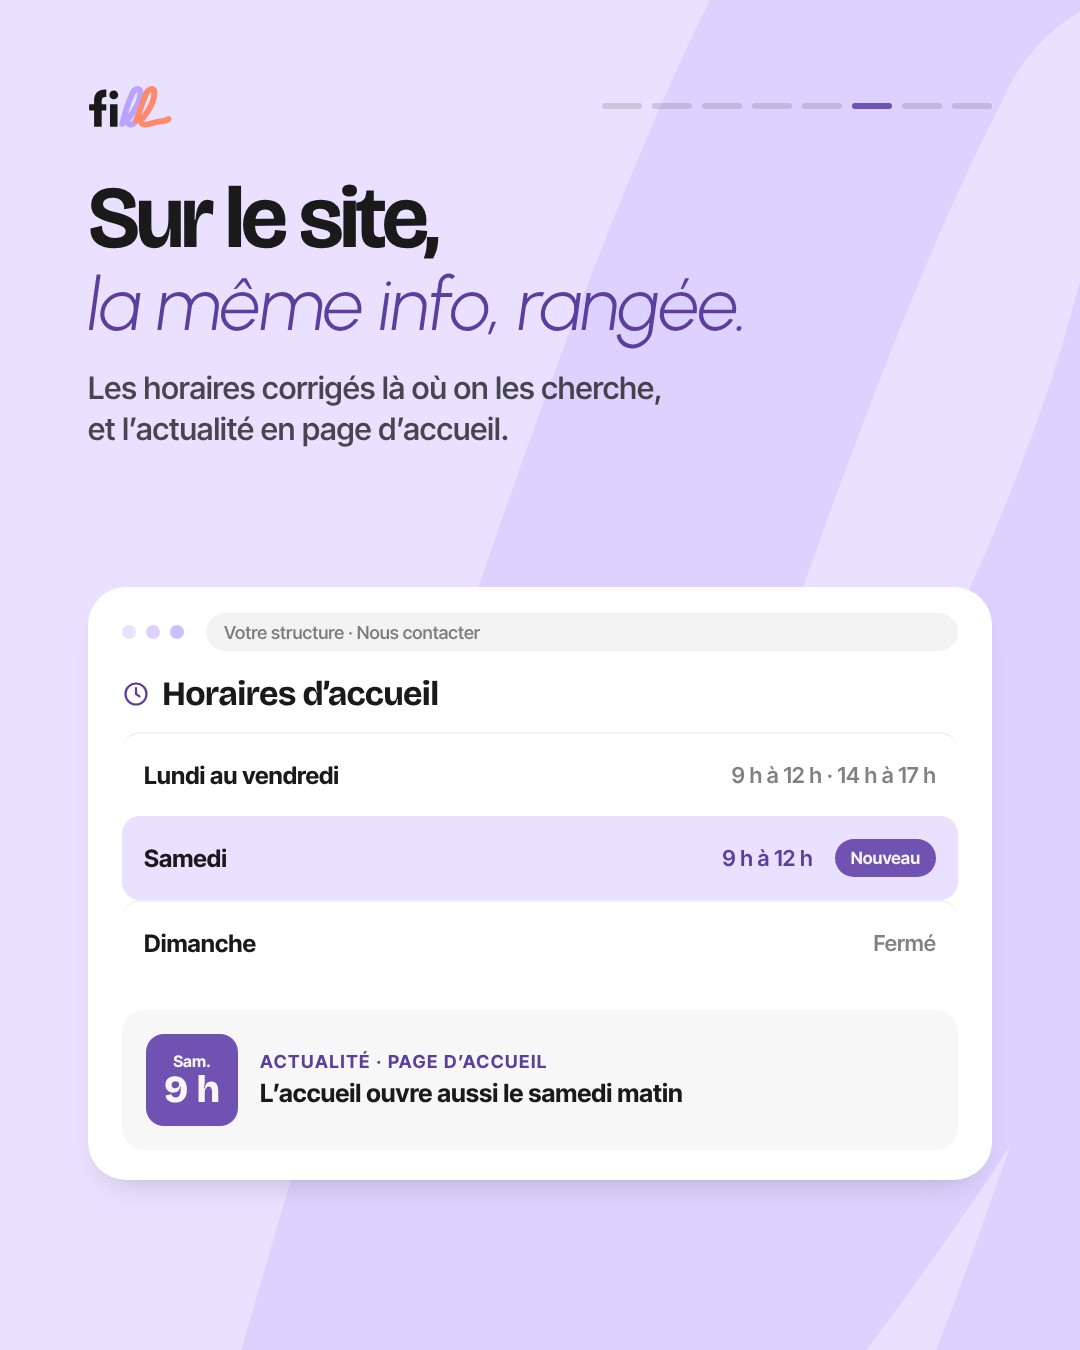 fill
Sur le site,
la même info, rangée.
Les horaires corrigés là où on les cherche,
et l’actualité en page d’accueil.
Votre structure · Nous contacter
Horaires d’accueil
Lundi au vendredi 9 h à 12 h · 14 h à 17 h
Samedi 9 h à 12 h Nouveau
Dimanche Fermé
Sam.
9 h
ACTUALITÉ · PAGE D’ACCUEIL
L’accueil ouvre aussi le samedi matin